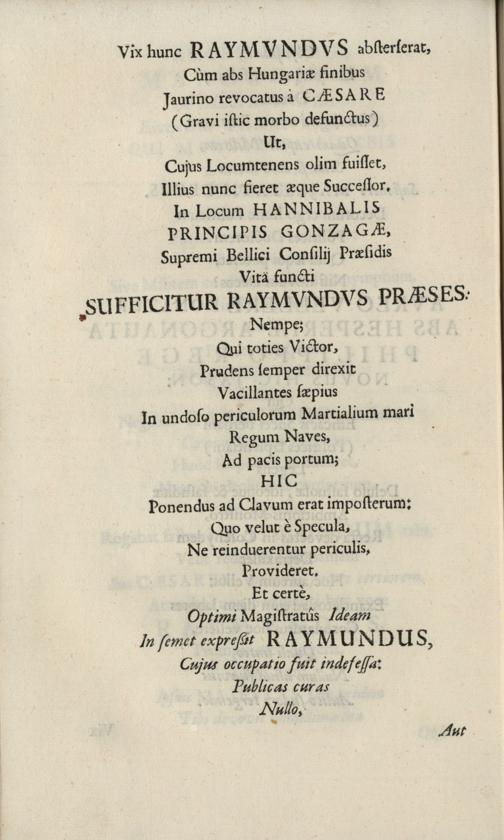 Vix hunc RAYMVNDVS abſterſerat,
Cùm abs Hungariæ finibus
Jaurino revocatus à CÆSARE
(Gravi iſtic morbo defunctus)
Ut,
Cujus Locumtenens olim fuiſſet,
Illius nunc fieret æque Succeſſor.
In Locum HANNIBALIS
PRINCIPIS GONZAGÆ,
Supremi Bellici Conſilij Præſidis
Vitâ functi
SUFFICITUR RAYMVNDVS PRÆSES:
Nempe;
Qui toties Victor,
Prudens ſemper direxit
Vacillantes ſæpius
In undoſo periculorum Martialium mari
Regum Naves,
Ad pacis portum;
HIC
Ponendus ad Clavum erat impoſterum:
Quo velut è Specula,
Ne reinduerentur periculis,
Provideret.
Et certè,
Optimi Magiſtratûs Ideam
In ſemet expreſſit RAYMUNDUS,
Cujus occupatio fuit indefeſſa:
Publicas curas
Nullo,
Aut